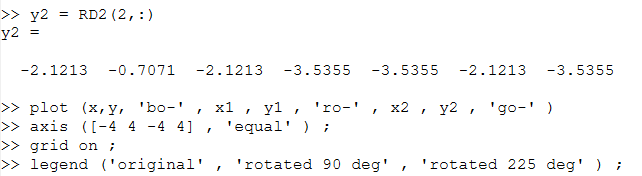 >> y2 = RD2(2,:)
y2 =
-2.1213 -0.7071 -2.1213 -3.5355 -3.5355 -2.1213 -3.5355
>> plot (x,y, 'bo-' , x1 , y1 , 'ro-' , x2 , y2 , 'go-' )
>> axis ([-4 4 -4 4] , 'equal' ) ;
>> grid on ;
>> legend ('original' , 'rotated 90 deg' , 'rotated 225 deg' ) ;